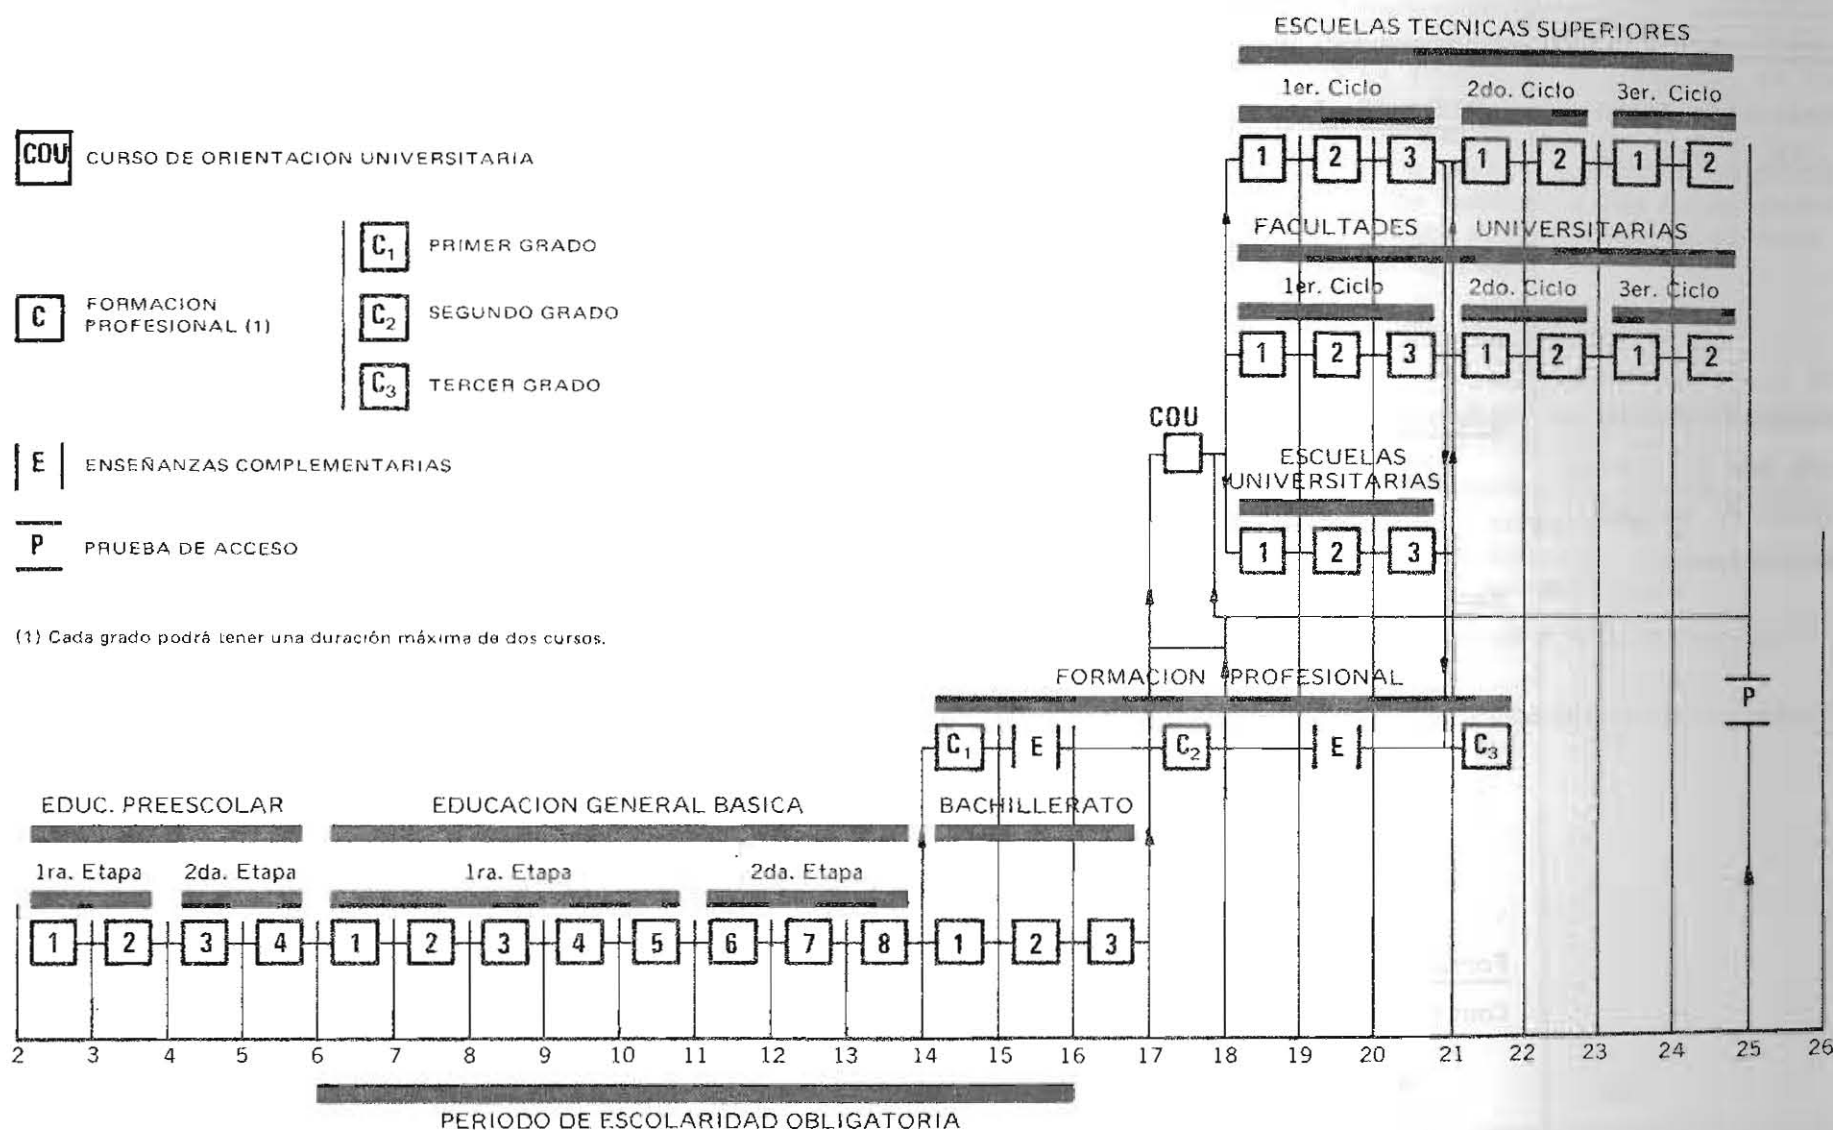 ESCUELAS TECNICAS SUPERIORES
1er. Ciclo 2do. Ciclo 3er. Ciclo
1 2 3 1 2 1 2
COU CURSO DE ORIENTACION UNIVERSITARIA
C FORMACION
PROFESIONAL (1)
C1 PRIMER GRADO
C2 SEGUNDO GRADO
C3 TERCER GRADO
E ENSEÑANZAS COMPLEMENTARIAS
P PRUEBA DE ACCESO
(1) Cada grado podrá tener una duración máxima de dos cursos.
FACULTADES UNIVERSITARIAS
1er. Ciclo 2do. Ciclo 3er. Ciclo
1 2 3 1 2 1 2
COU
ESCUELAS
UNIVERSITARIAS
1 2 3
FORMACION PROFESIONAL
C1 E C2 E C3
P
EDUC. PREESCOLAR EDUCACION GENERAL BASICA BACHILLERATO
1ra. Etapa 2da. Etapa 1ra. Etapa 2da. Etapa
1 2 3 4 1 2 3 4 5 6 7 8 1 2 3
2 3 4 5 6 7 8 9 10 11 12 13 14 15 16 17 18 19 20 21 22 23 24 25 26
PERIODO DE ESCOLARIDAD OBLIGATORIA